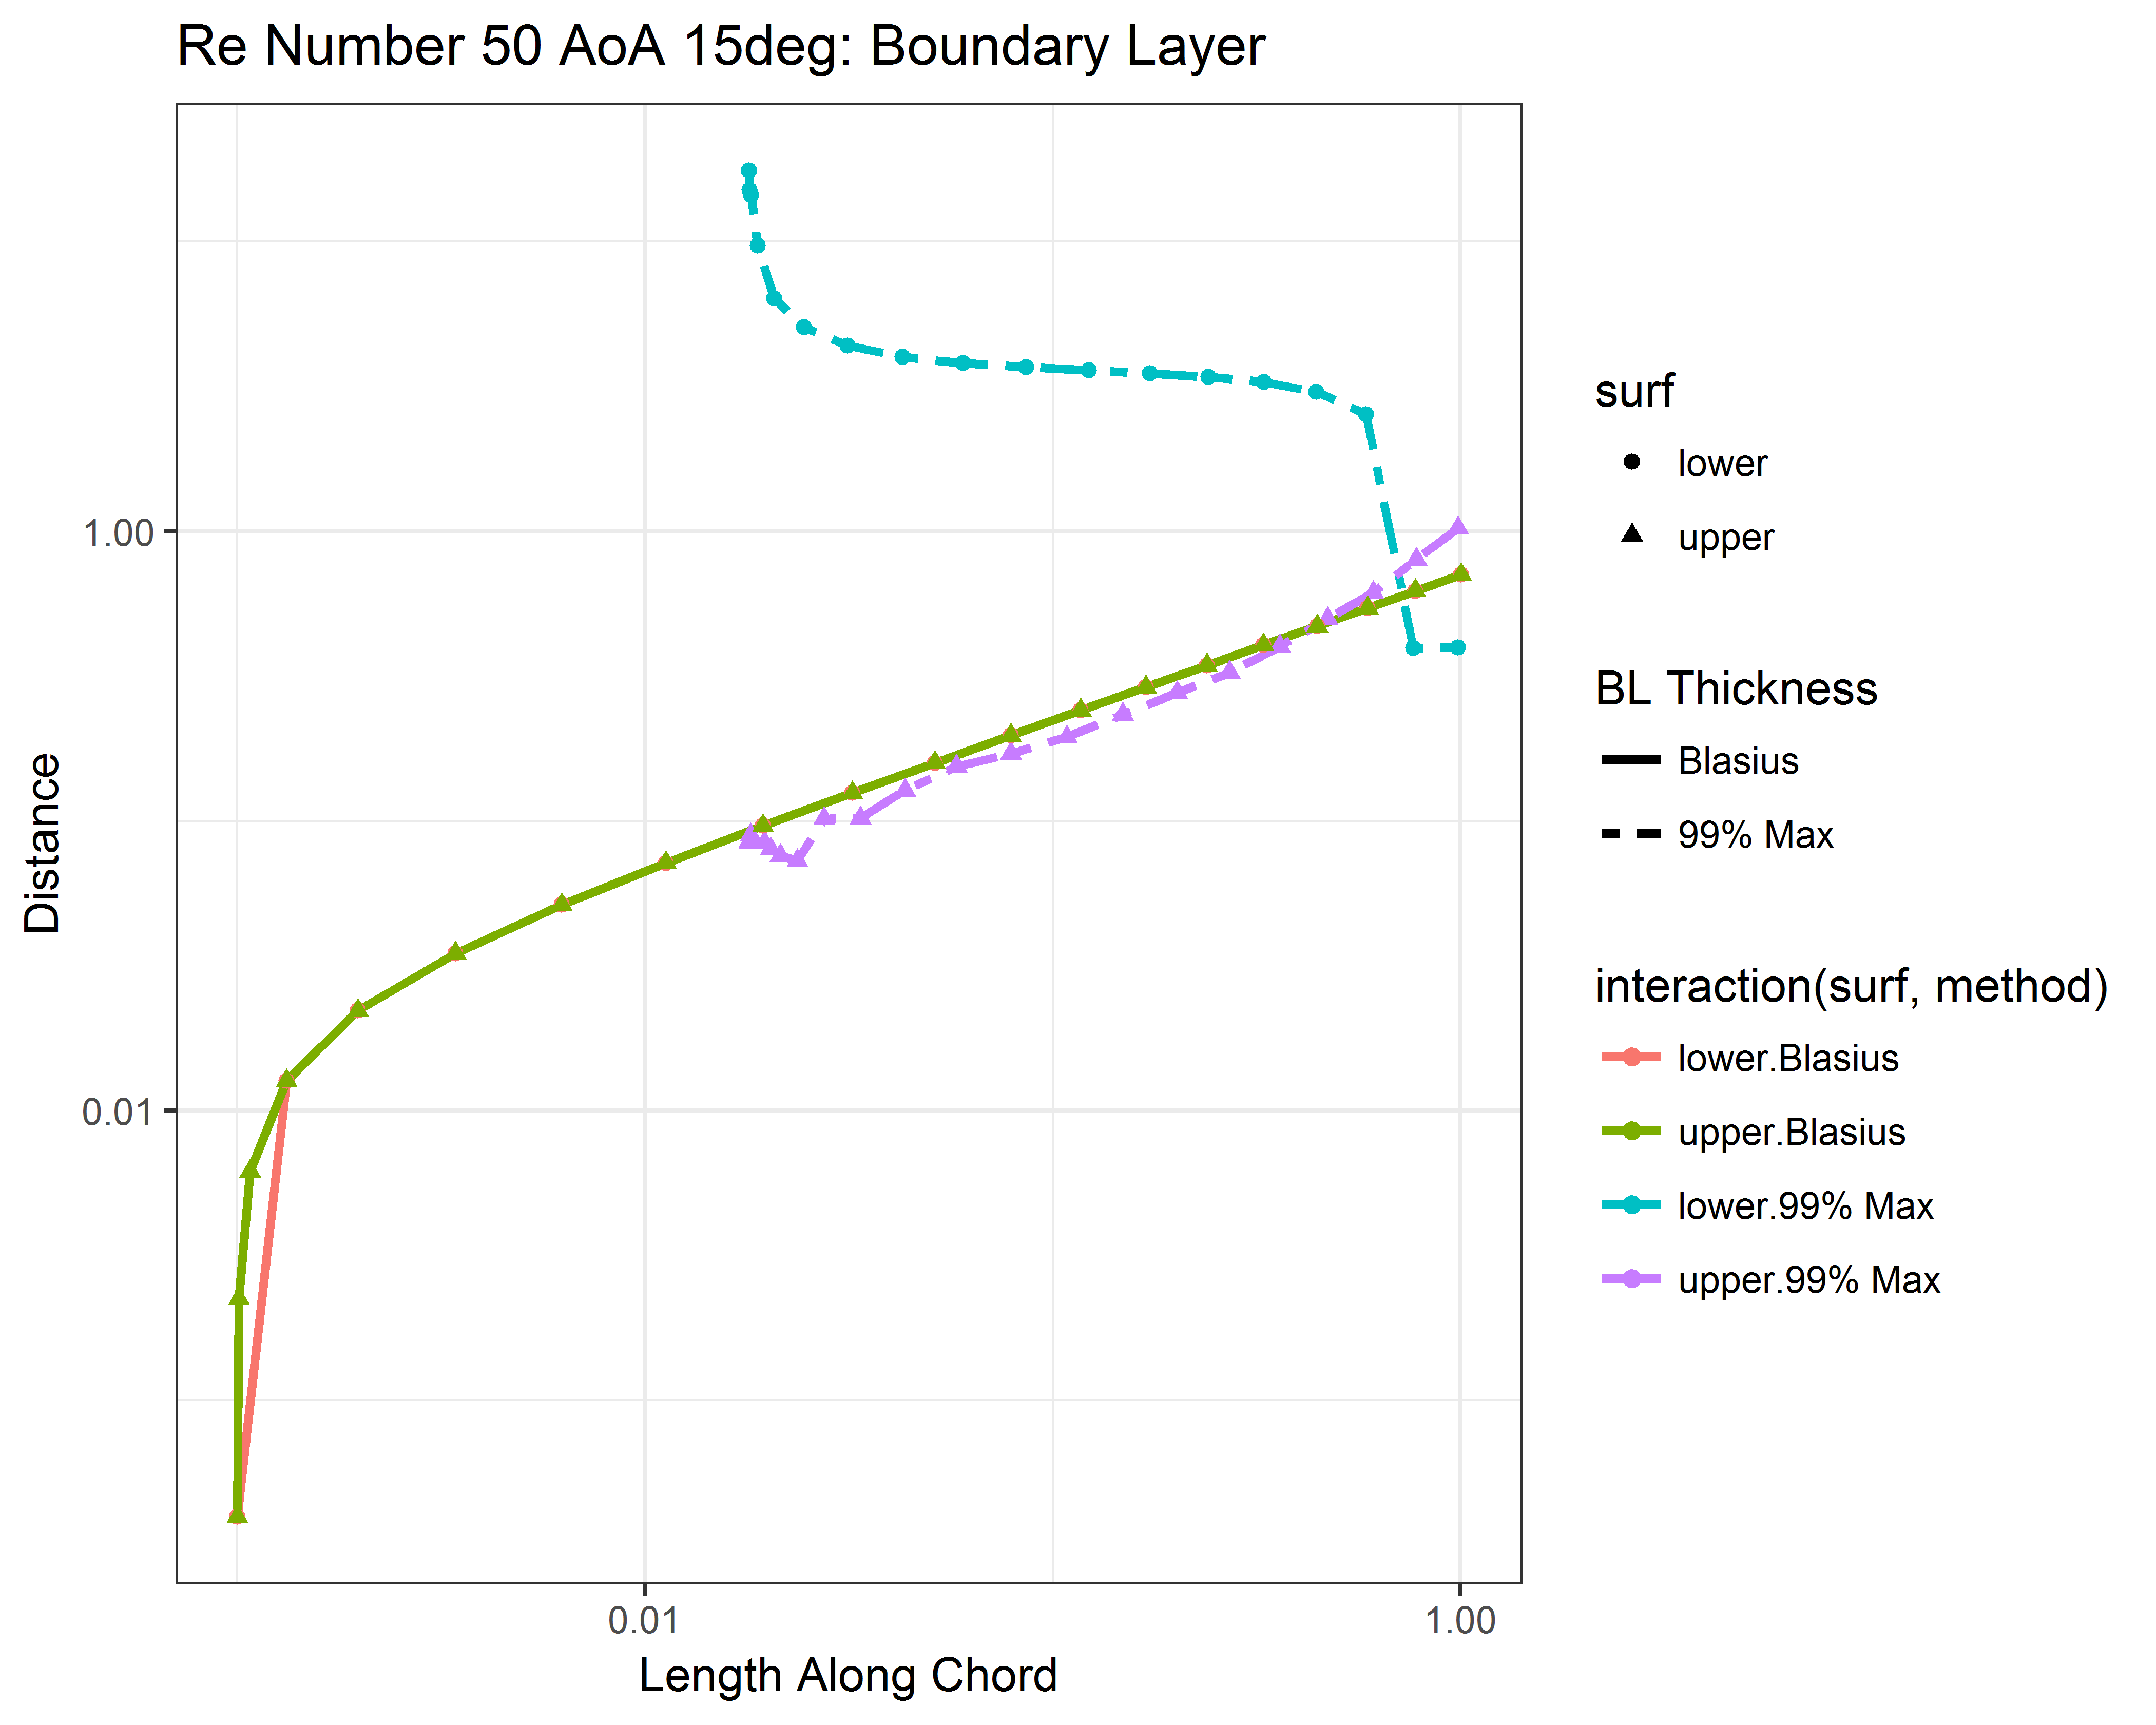 Re Number 50 AoA 15deg: Boundary Layer
Distance
1.00
0.01
0.01
1.00
Length Along Chord
surf
lower
upper
BL Thickness
Blasius
99% Max
interaction(surf, method)
lower.Blasius
upper.Blasius
lower.99% Max
upper.99% Max